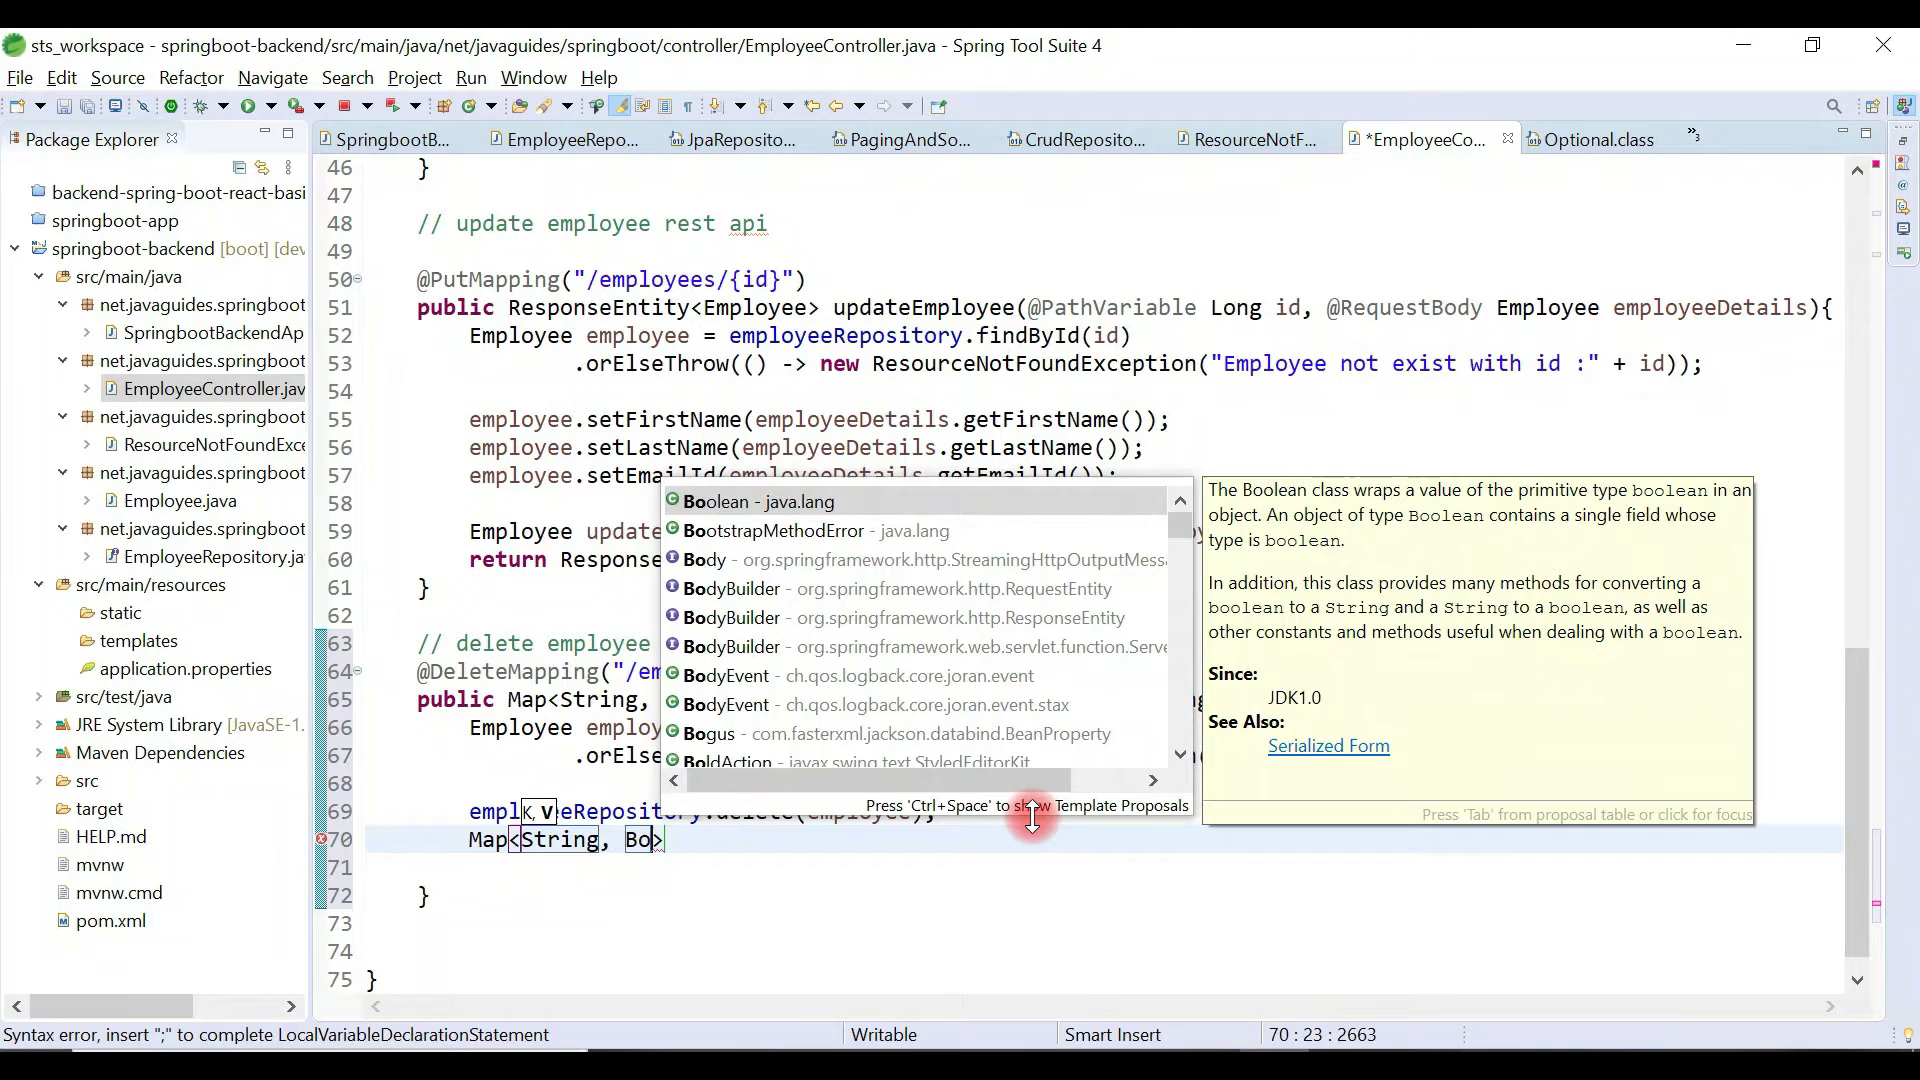 sts_workspace - springboot-backend/src/main/java/net/javaguides/springboot/controller/EmployeeController.java - Spring Tool Suite 4
File Edit Source Refactor Navigate Search Project Run Window Help
Package Explorer
SpringbootB... EmployeeRepo... JpaReposito... PagingAndSo... CrudReposito... ResourceNotF... *EmployeeCo... Optional.class »3
backend-spring-boot-react-basi
springboot-app
springboot-backend [boot] [dev
src/main/java
net.javaguides.springboot
SpringbootBackendAp
net.javaguides.springboot
EmployeeController.jav
net.javaguides.springboot
ResourceNotFoundExce
net.javaguides.springboot
Employee.java
net.javaguides.springboot
EmployeeRepository.ja
src/main/resources
static
templates
application.properties
src/test/java
JRE System Library [JavaSE-1.
Maven Dependencies
src
target
HELP.md
mvnw
mvnw.cmd
pom.xml
46 }
47
48 // update employee rest api
49
50 @PutMapping("/employees/{id}")
51 public ResponseEntity<Employee> updateEmployee(@PathVariable Long id, @RequestBody Employee employeeDetails){
52 Employee employee = employeeRepository.findById(id)
53 .orElseThrow(() -> new ResourceNotFoundException("Employee not exist with id :" + id));
54
55 employee.setFirstName(employeeDetails.getFirstName());
56 employee.setLastName(employeeDetails.getLastName());
57 employee.setEmailId(employeeDetails.getEmailId());
58
59 Employee update
60 return Response
61 }
62
63 // delete employee
64 @DeleteMapping("/em
65 public Map<String,
66 Employee employ
67 .orElse
68
69 employeeRepository.delete(employee);
70 Map<String, Bo>
71
72 }
73
74
75 }
K, V
Boolean - java.lang
BootstrapMethodError - java.lang
Body - org.springframework.http.StreamingHttpOutputMess
BodyBuilder - org.springframework.http.RequestEntity
BodyBuilder - org.springframework.http.ResponseEntity
BodyBuilder - org.springframework.web.servlet.function.Serve
BodyEvent - ch.qos.logback.core.joran.event
BodyEvent - ch.qos.logback.core.joran.event.stax
Bogus - com.fasterxml.jackson.databind.BeanProperty
BoldAction - javax.swing.text.StyledEditorKit
Press 'Ctrl+Space' to show Template Proposals
The Boolean class wraps a value of the primitive type boolean in an
object. An object of type Boolean contains a single field whose
type is boolean.
In addition, this class provides many methods for converting a
boolean to a String and a String to a boolean, as well as
other constants and methods useful when dealing with a boolean.
Since:
JDK1.0
See Also:
Serialized Form
Press 'Tab' from proposal table or click for focus
Syntax error, insert ";" to complete LocalVariableDeclarationStatement
Writable
Smart Insert
70 : 23 : 2663